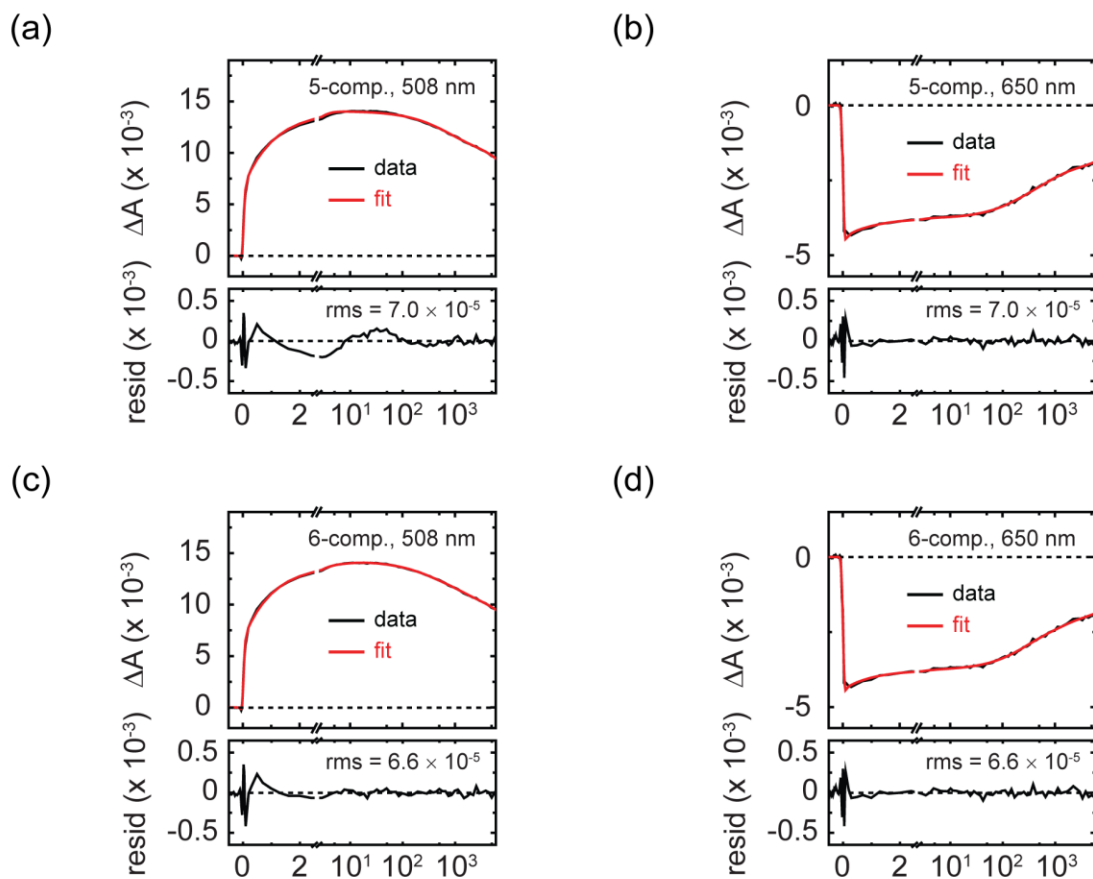 (a)
5-comp., 508 nm
ΔA (x 10⁻³)
15
10
5
0
data
fit
resid (x 10⁻³)
0.5
0
-0.5
rms = 7.0 × 10⁻⁵
0 2 10¹ 10² 10³
(b)
5-comp., 650 nm
ΔA (x 10⁻³)
0
-5
data
fit
resid (x 10⁻³)
0.5
0
-0.5
rms = 7.0 × 10⁻⁵
0 2 10¹ 10² 10³
(c)
6-comp., 508 nm
ΔA (x 10⁻³)
15
10
5
0
data
fit
resid (x 10⁻³)
0.5
0
-0.5
rms = 6.6 × 10⁻⁵
0 2 10¹ 10² 10³
(d)
6-comp., 650 nm
ΔA (x 10⁻³)
0
-5
data
fit
resid (x 10⁻³)
0.5
0
-0.5
rms = 6.6 × 10⁻⁵
0 2 10¹ 10² 10³